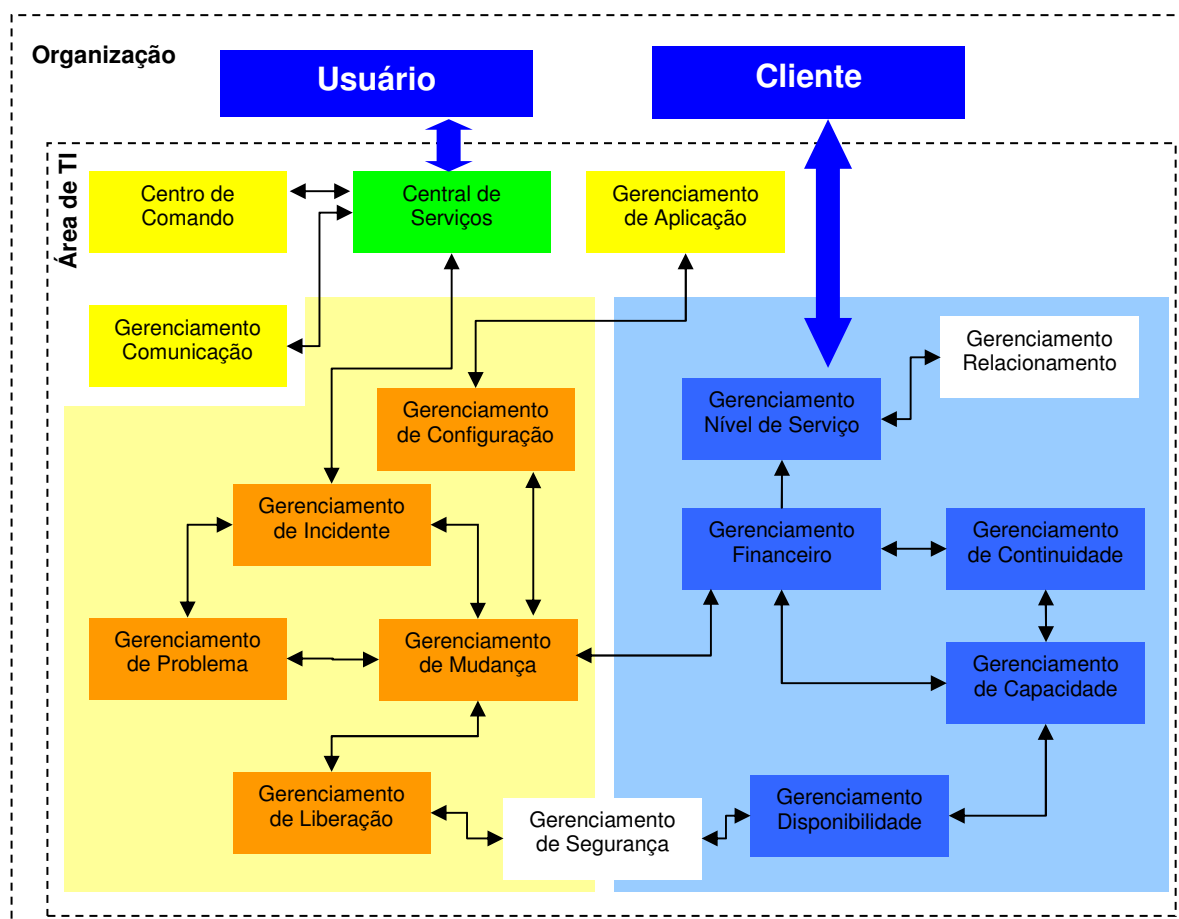 Organização
Usuário
Cliente
Área de TI
Centro de
Comando
Central de
Serviços
Gerenciamento
de Aplicação
Gerenciamento
Comunicação
Gerenciamento
Relacionamento
Gerenciamento
de Configuração
Gerenciamento
Nível de Serviço
Gerenciamento
de Incidente
Gerenciamento
Financeiro
Gerenciamento
de Continuidade
Gerenciamento
de Problema
Gerenciamento
de Mudança
Gerenciamento
de Capacidade
Gerenciamento
de Liberação
Gerenciamento
de Segurança
Gerenciamento
Disponibilidade